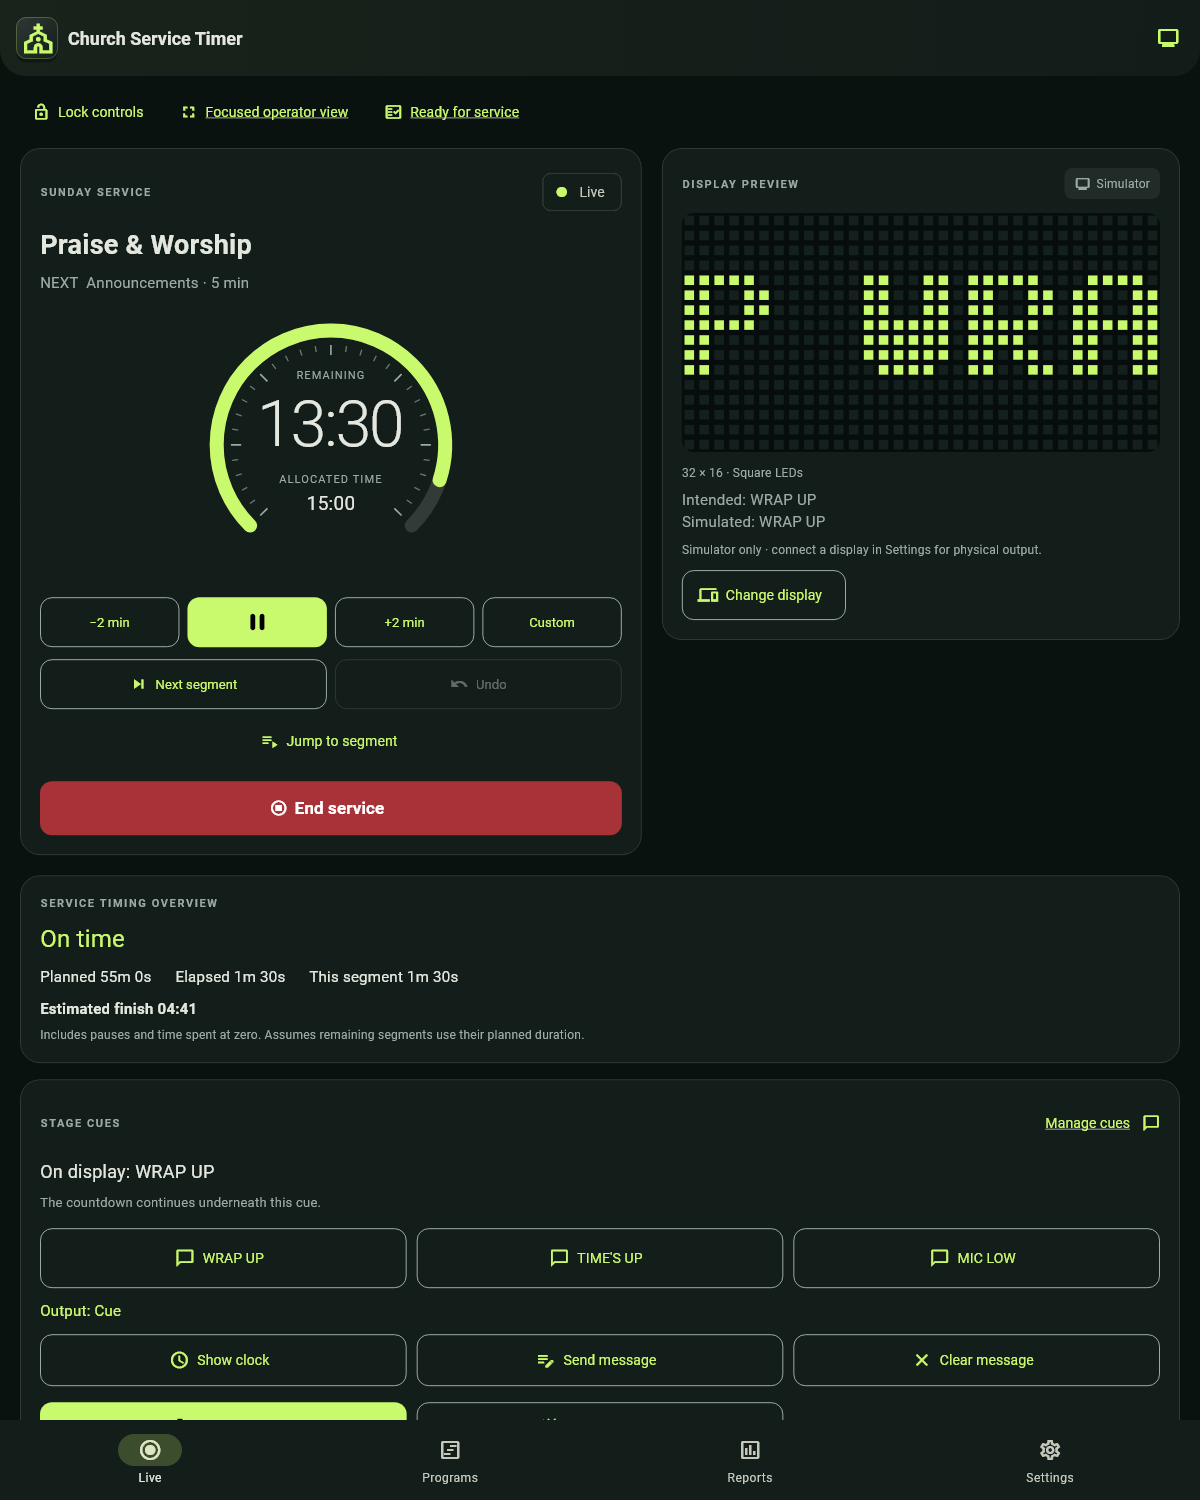 Church Service Timer
Lock controls
Focused operator view
Ready for service
SUNDAY SERVICE
Live
Praise & Worship
NEXT Announcements · 5 min
REMAINING
13:30
ALLOCATED TIME
15:00
−2 min
+2 min
Custom
Next segment
Undo
Jump to segment
End service
DISPLAY PREVIEW
Simulator
P WRA
32 × 16 · Square LEDs
Intended: WRAP UP
Simulated: WRAP UP
Simulator only · connect a display in Settings for physical output.
Change display
SERVICE TIMING OVERVIEW
On time
Planned 55m 0s Elapsed 1m 30s This segment 1m 30s
Estimated finish 04:41
Includes pauses and time spent at zero. Assumes remaining segments use their planned duration.
STAGE CUES
Manage cues
On display: WRAP UP
The countdown continues underneath this cue.
WRAP UP
TIME'S UP
MIC LOW
Output: Cue
Show clock
Send message
Clear message
Live
Programs
Reports
Settings